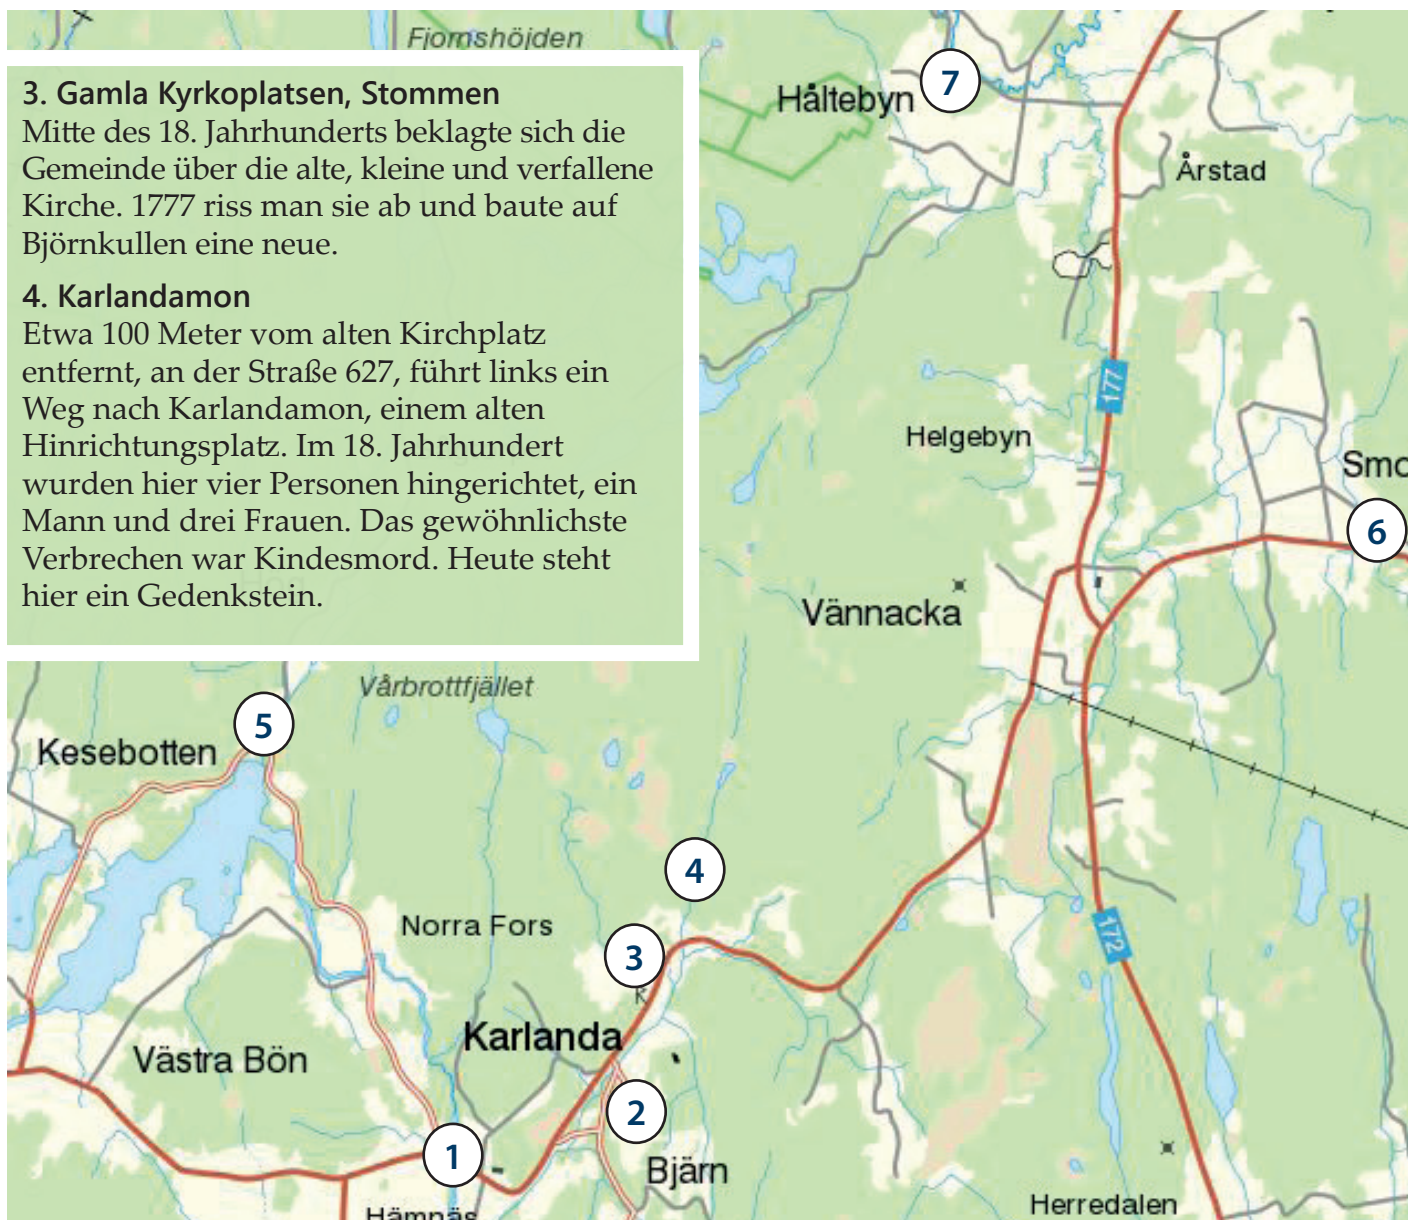 Fjornshöjden
3. Gamla Kyrkoplatsen, Stommen
Mitte des 18. Jahrhunderts beklagte sich die
Gemeinde über die alte, kleine und verfallene
Kirche. 1777 riss man sie ab und baute auf
Björnkullen eine neue.
4. Karlandamon
Etwa 100 Meter vom alten Kirchplatz
entfernt, an der Straße 627, führt links ein
Weg nach Karlandamon, einem alten
Hinrichtungsplatz. Im 18. Jahrhundert
wurden hier vier Personen hingerichtet, ein
Mann und drei Frauen. Das gewöhnlichste
Verbrechen war Kindesmord. Heute steht
hier ein Gedenkstein.
7
Håltebyn
Årstad
177
Helgebyn
Smo
6
Vännacka
Vårbrottfjället
5
Kesebotten
4
Norra Fors
3
172
K
Karlanda
Västra Bön
2
1
Bjärn
Herredalen
Hämnäs